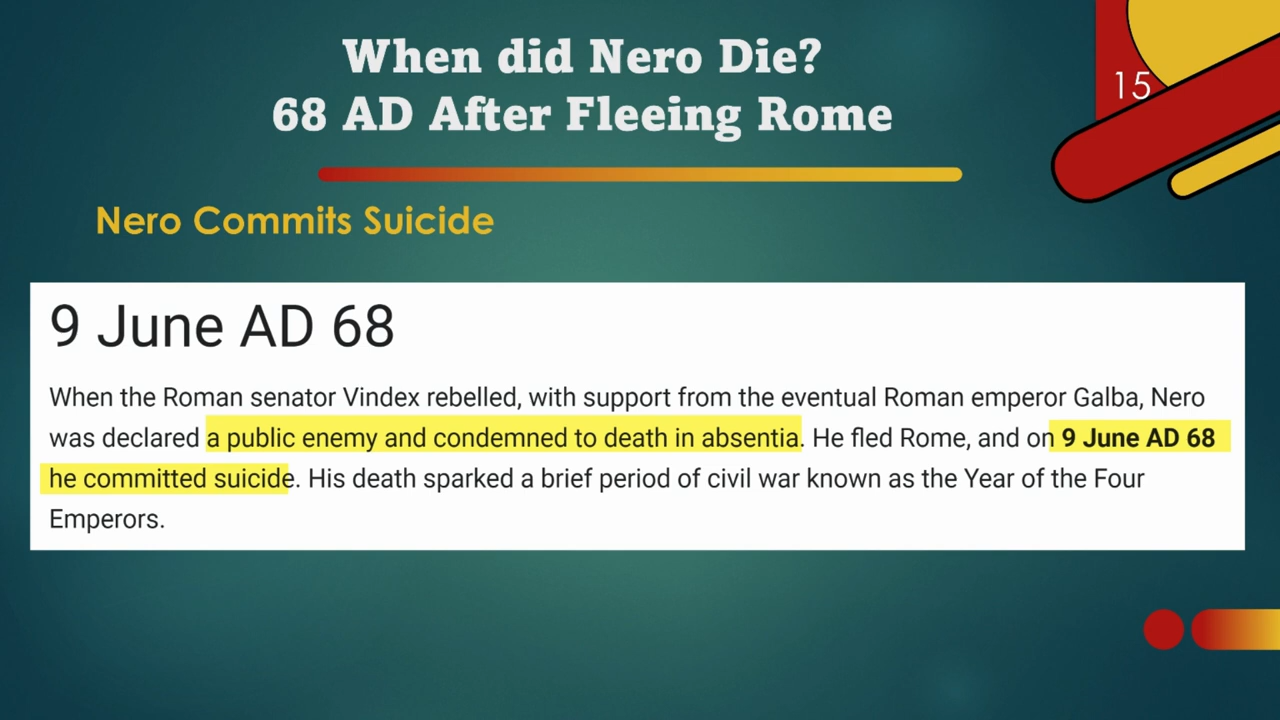 When did Nero Die?
68 AD After Fleeing Rome
15
Nero Commits Suicide
9 June AD 68
When the Roman senator Vindex rebelled, with support from the eventual Roman emperor Galba, Nero
was declared a public enemy and condemned to death in absentia. He fled Rome, and on 9 June AD 68
he committed suicide. His death sparked a brief period of civil war known as the Year of the Four
Emperors.